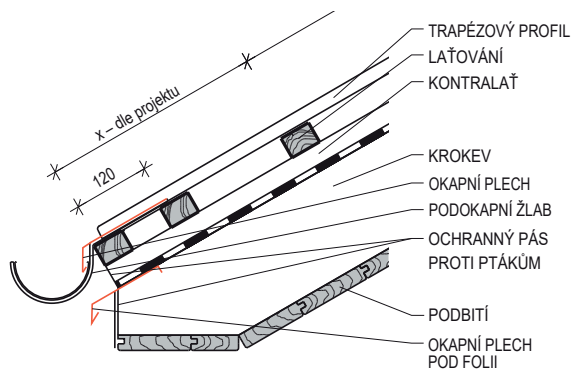 TRAPÉZOVÝ PROFIL
LAŤOVÁNÍ
KONTRALAŤ
x – dle projektu
120
KROKEV
OKAPNÍ PLECH
PODOKAPNÍ ŽLAB
OCHRANNÝ PÁS
PROTI PTÁKŮM
PODBITÍ
OKAPNÍ PLECH
POD FOLII